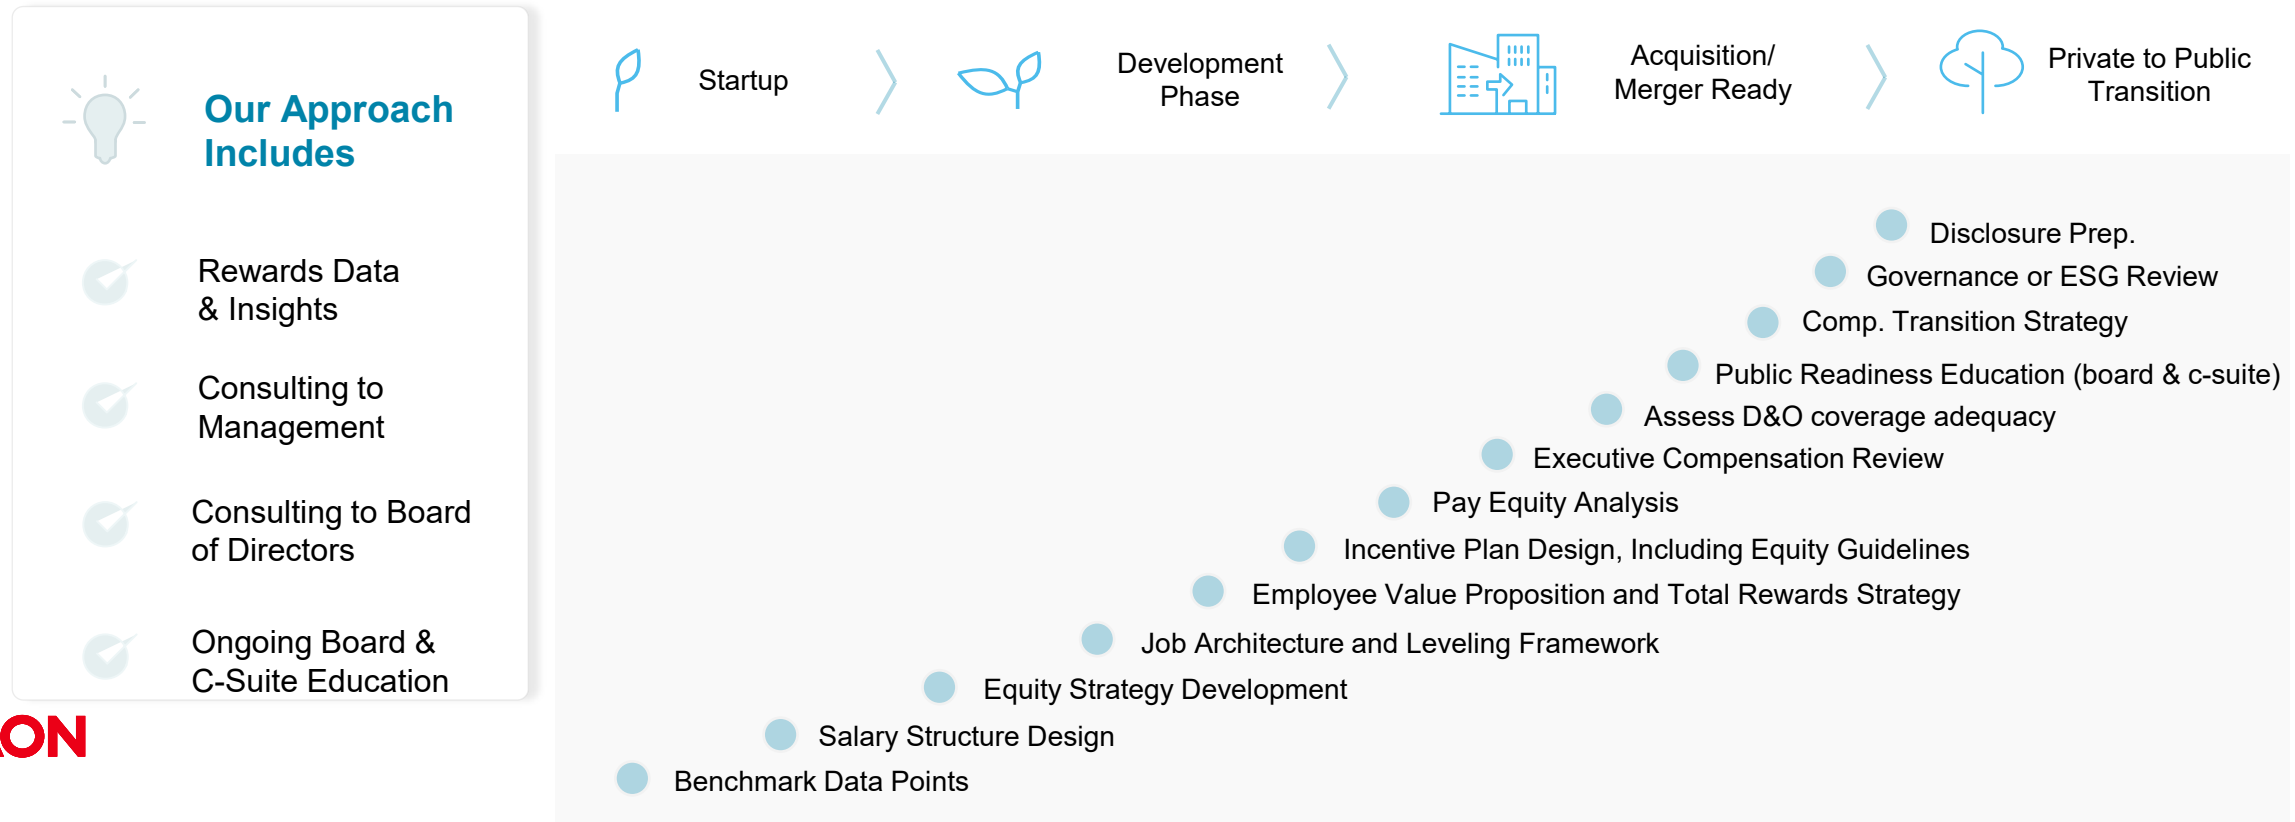 Our Approach
Includes
Rewards Data
& Insights
Consulting to
Management
Consulting to Board
of Directors
Ongoing Board &
C-Suite Education
AON
Startup
Development
Phase
Acquisition/
Merger Ready
Private to Public
Transition
Disclosure Prep.
Governance or ESG Review
Comp. Transition Strategy
Public Readiness Education (board & c-suite)
Assess D&O coverage adequacy
Executive Compensation Review
Pay Equity Analysis
Incentive Plan Design, Including Equity Guidelines
Employee Value Proposition and Total Rewards Strategy
Job Architecture and Leveling Framework
Equity Strategy Development
Salary Structure Design
Benchmark Data Points